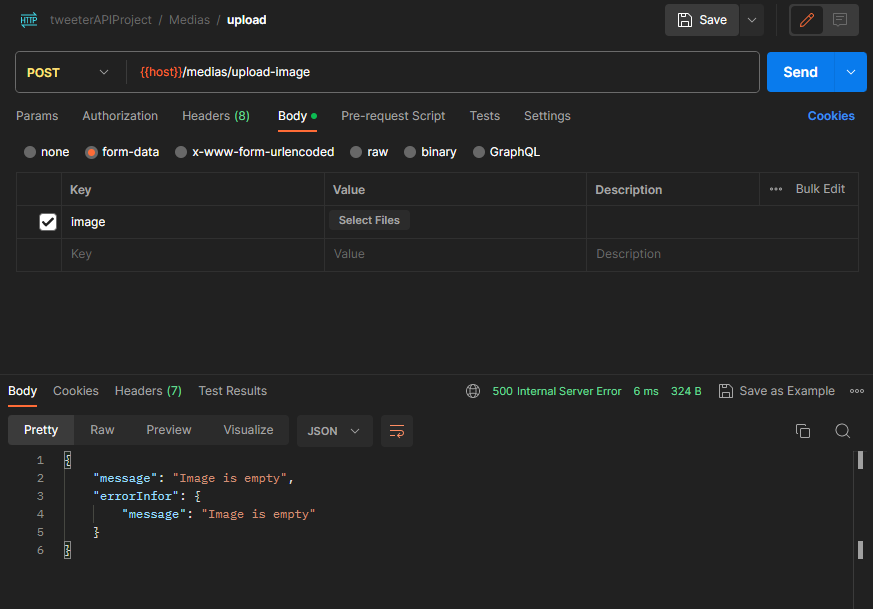 HTTP tweeterAPIProject / Medias / upload Save
POST {{host}}/medias/upload-image Send
Params Authorization Headers (8) Body Pre-request Script Tests Settings Cookies
none form-data x-www-form-urlencoded raw binary GraphQL
Key Value Description Bulk Edit
image Select Files
Key Value Description
Body Cookies Headers (7) Test Results 500 Internal Server Error 6 ms 324 B Save as Example
Pretty Raw Preview Visualize JSON
1 {
2 "message": "Image is empty",
3 "errorInfor": {
4 "message": "Image is empty"
5 }
6 }